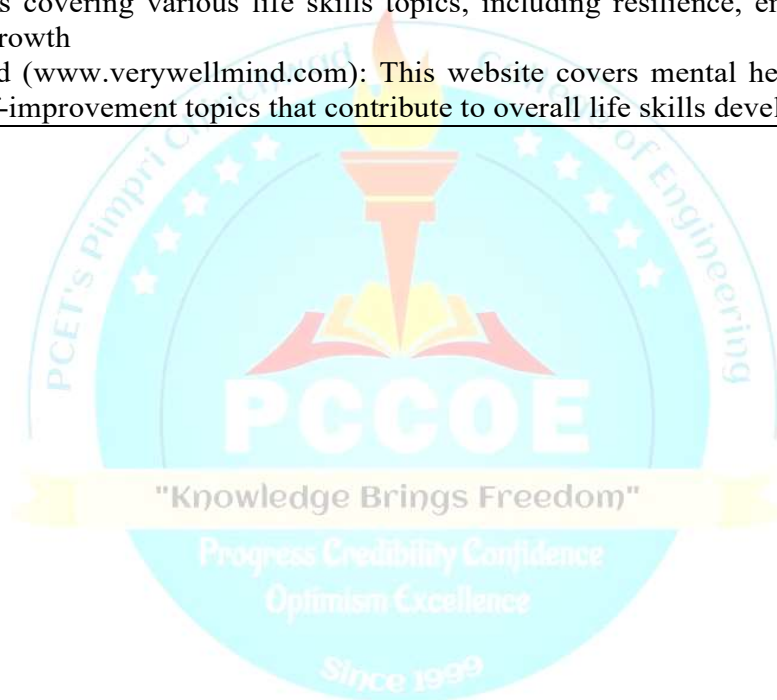 s covering various life skills topics, including resilience, em
rowth
d (www.verywellmind.com): This website covers mental he
-improvement topics that contribute to overall life skills devel
PCET's Pimpri Chinchwad College of Engineering
PCCOE
"Knowledge Brings Freedom"
Progress Credibility Confidence
Optimism Excellence
Since 1999